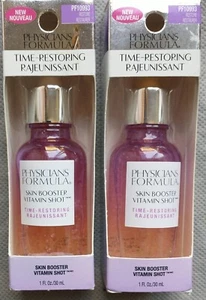 NEW
NOUVEAU
PF10993
PHYSICIANS
FORMULA®
TIME-RESTORING
RAJEUNISSANT
PHYSICIANS
FORMULA
SKIN BOOSTER
VITAMIN SHOT
TIME-RESTORING
RAJEUNISSANT
SKIN BOOSTER
VITAMIN SHOT
1 FL Oz./30 mL
NEW
NOUVEAU
PF10993
PHYSICIANS
FORMULA®
TIME-RESTORING
RAJEUNISSANT
PHYSICIANS
FORMULA
SKIN BOOSTER
VITAMIN SHOT
TIME-RESTORING
RAJEUNISSANT
SKIN BOOSTER
VITAMIN SHOT
1 FL Oz./30 mL